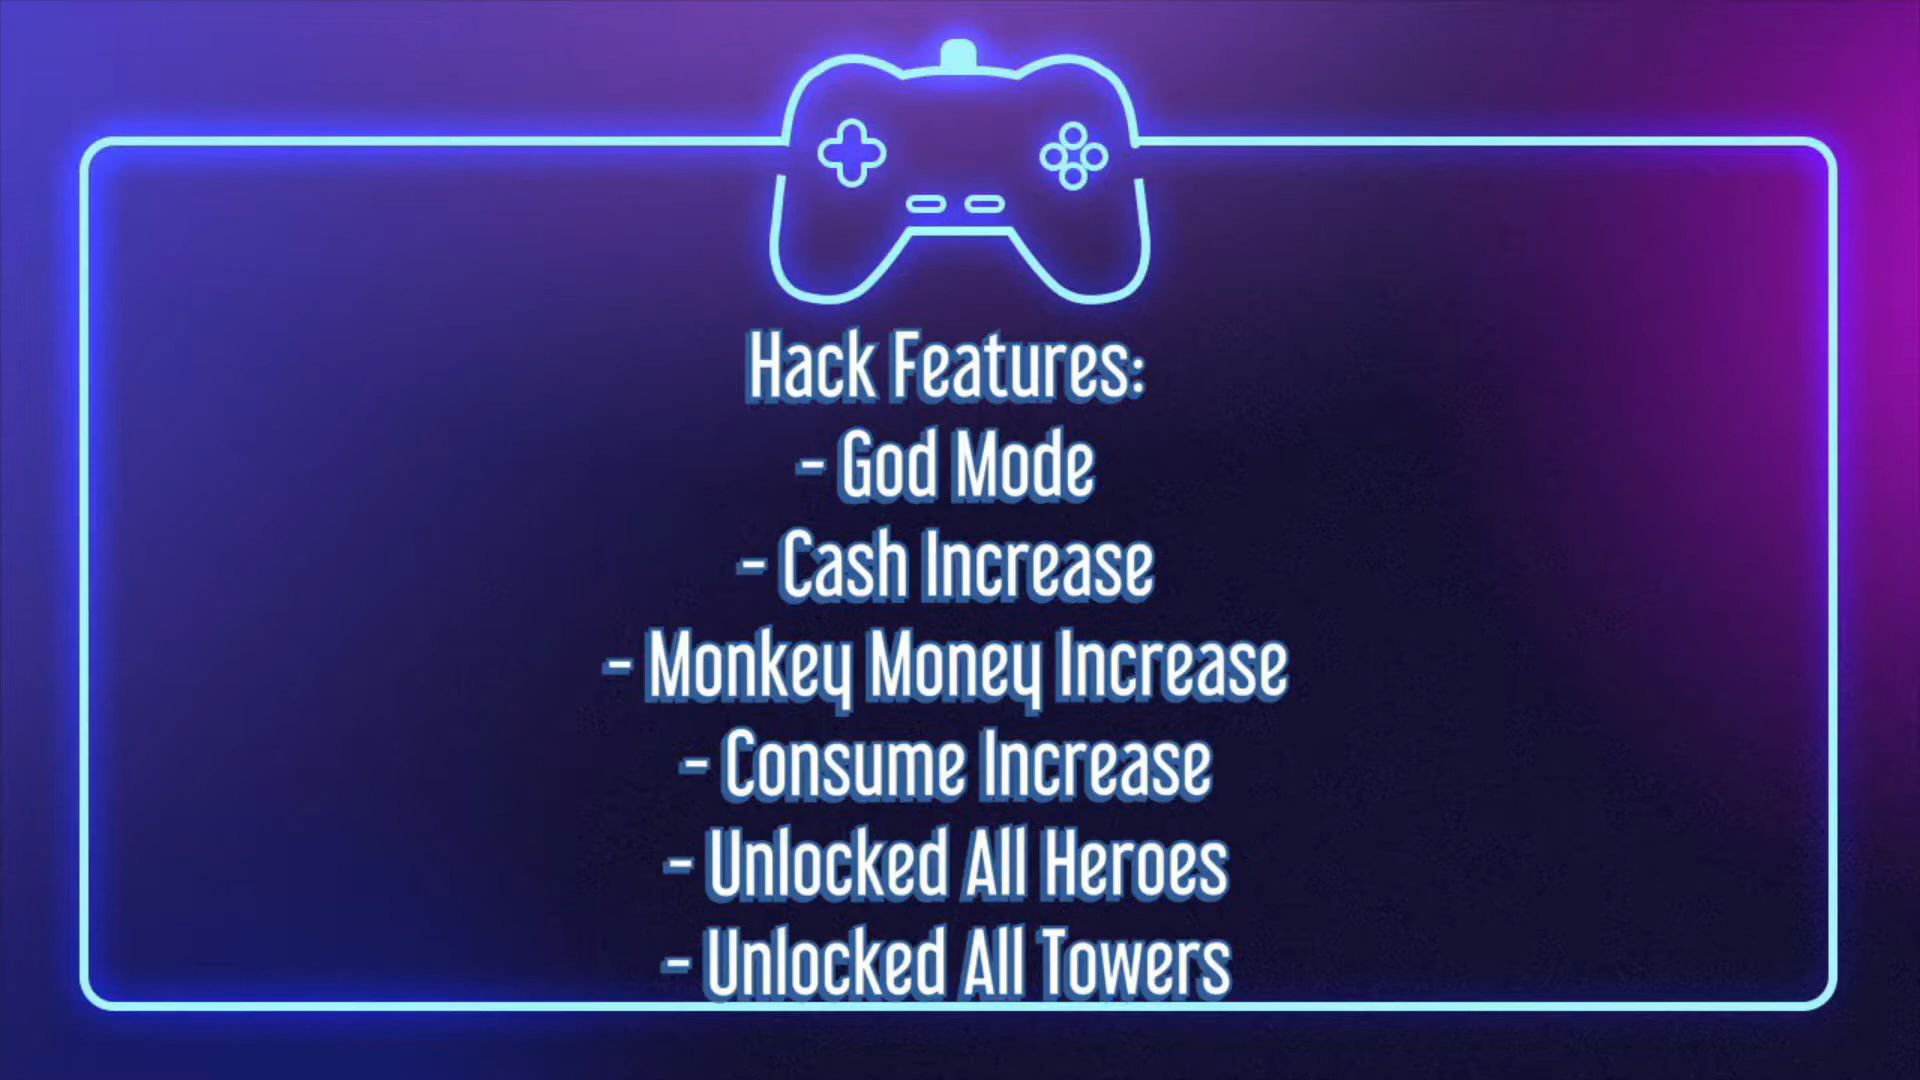 Hack Features:
- God Mode
- Cash Increase
- Monkey Money Increase
- Consume Increase
- Unlocked All Heroes
- Unlocked All Towers